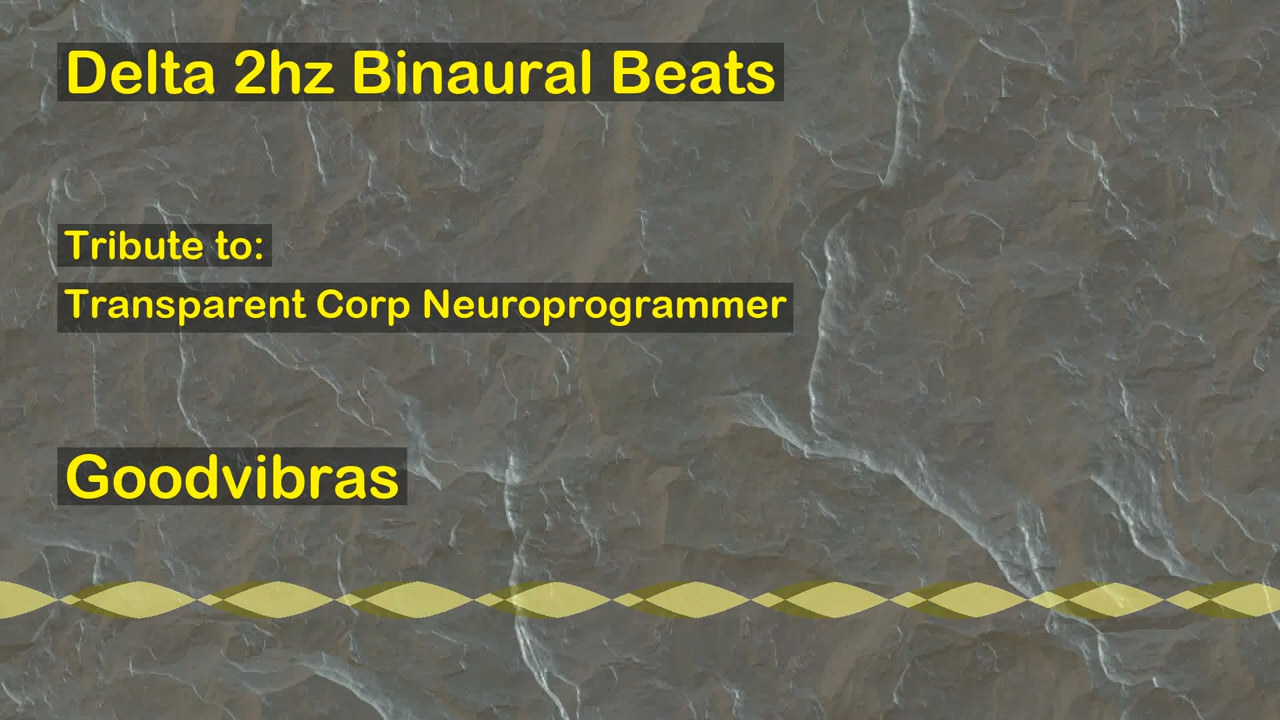 Delta 2hz Binaural Beats
Tribute to:
Transparent Corp Neuroprogrammer
Goodvibras